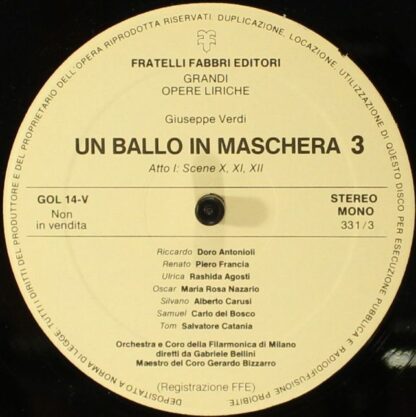 DEPOSITATO A NORMA DI LEGGE. TUTTI I DIRITTI DEL PRODUTTORE E DEL PROPRIETARIO DELL'OPERA RIPRODOTTA RISERVATI. DUPLICAZIONE, LOCAZIONE, UTILIZZAZIONE DI QUESTO DISCO PER ESECUZIONE PUBBLICA E RADIODIFFUSIONE PROIBITE.
FRATELLI FABBRI EDITORI
GRANDI
OPERE LIRICHE
Giuseppe Verdi
UN BALLO IN MASCHERA 3
Atto I: Scene X, XI, XII
GOL 14-V
Non
in vendita
STEREO
MONO
33 1/3
Riccardo Doro Antonioli
Renato Piero Francia
Ulrica Rashida Agosti
Oscar Maria Rosa Nazario
Silvano Alberto Carusi
Samuel Carlo del Bosco
Tom Salvatore Catania
Orchestra e Coro della Filarmonica di Milano
diretti da Gabriele Bellini
Maestro del Coro Gerardo Bizzarro
(Registrazione FFE)